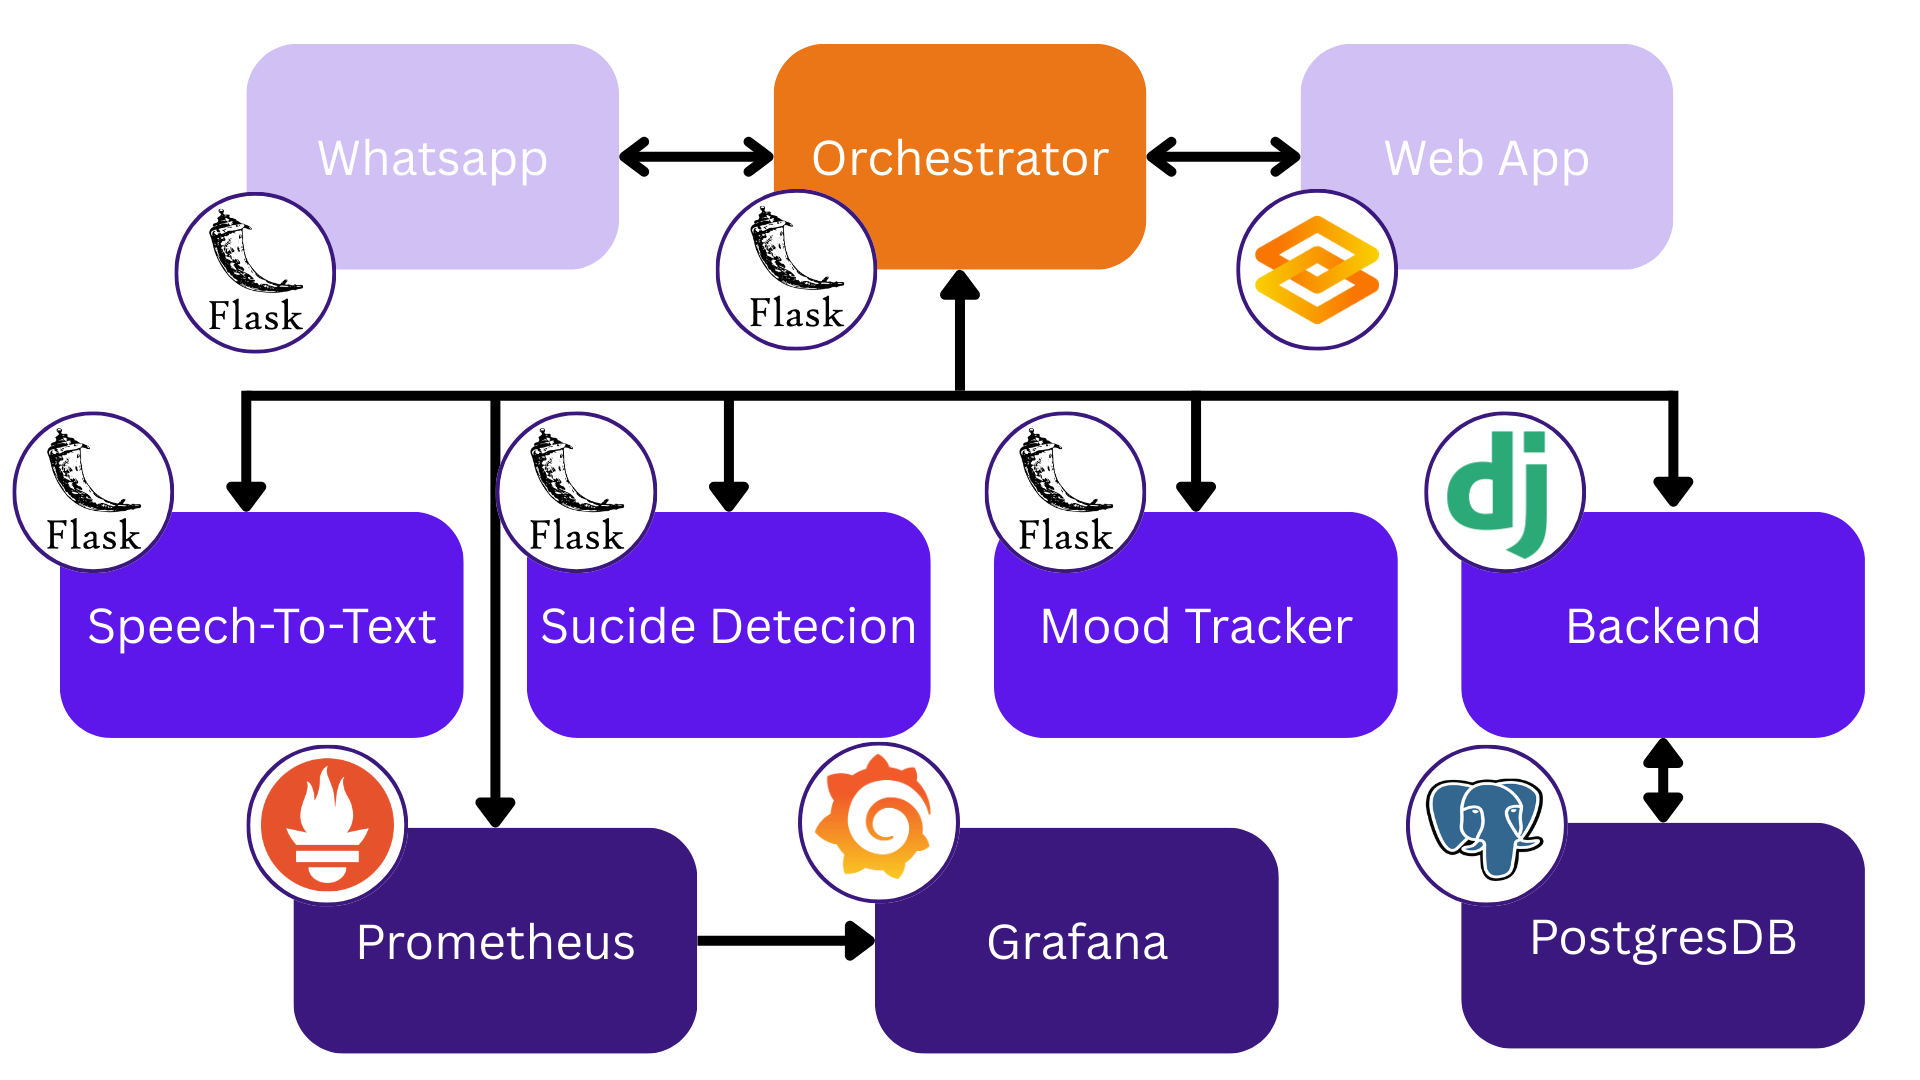 Whatsapp
Orchestrator
Web App
Flask
Flask
Flask
Flask
Flask
Speech-To-Text
Sucide Detecion
Mood Tracker
Backend
Prometheus
Grafana
PostgresDB